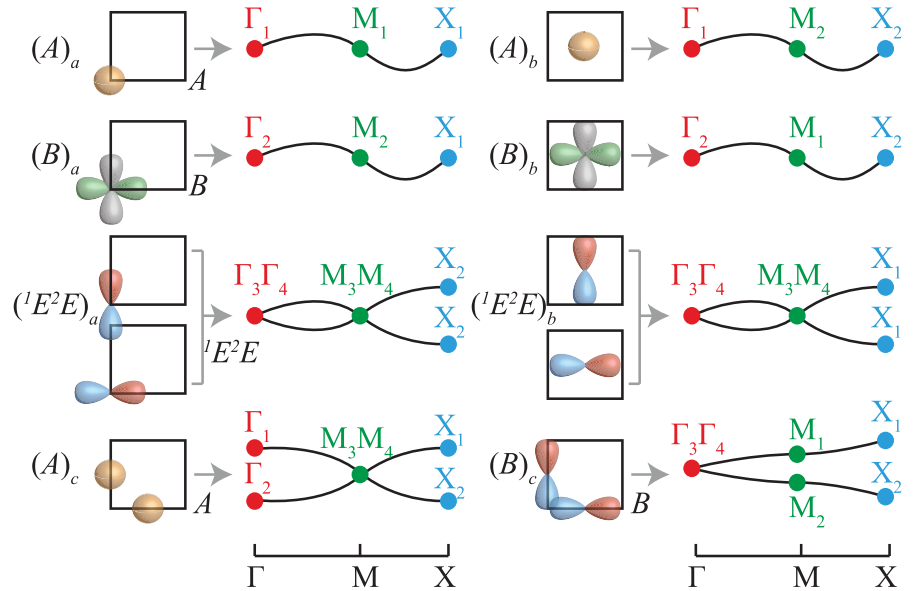 (A)a A Γ1 M1 X1
(A)b Γ1 M2 X2
(B)a B Γ2 M2 X1
(B)b Γ2 M1 X2
(1E2E)a 1E2E Γ3Γ4 M3M4 X2
X2
(1E2E)b Γ3Γ4 M3M4 X1
X1
(A)c A Γ1 M3M4 X1
Γ2 X2
(B)c B Γ3Γ4 M1 X1
M2 X2
Γ M X
Γ M X